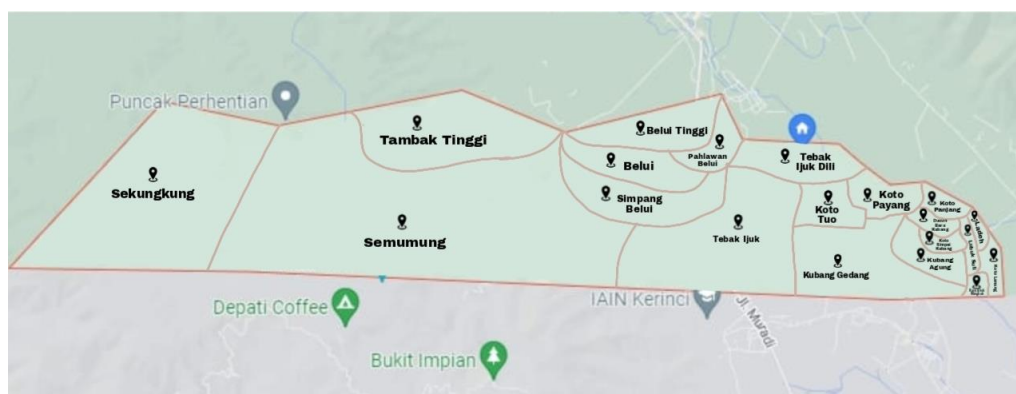 Puncak Perhentian
Tambak Tinggi
Belui Tinggi
Pahlawan
Belui
Belui
Tebak
Ijuk Dili
Sekungkung
Simpang
Belui
Koto
Tuo
Koto
Payang
Koto
Panjang
Semumung
Tebak Ijuk
Ladeh
Kubang
Agung
Kubang Gedang
Depati Coffee
IAIN Kerinci
Jl. Muradi
Bukit Impian